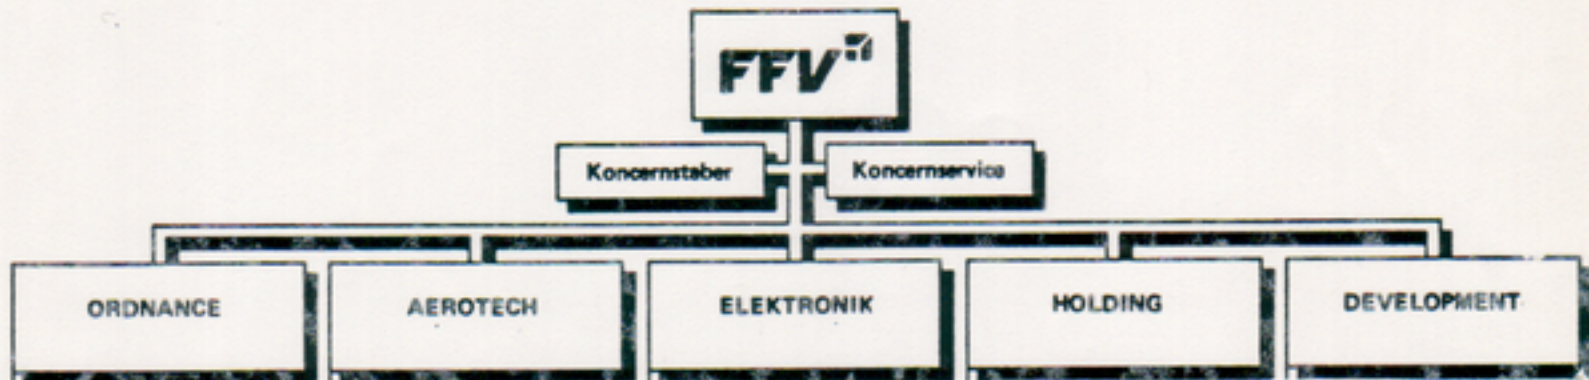 FFV
Koncernstaber
Koncernservice
ORDNANCE
AEROTECH
ELEKTRONIK
HOLDING
DEVELOPMENT